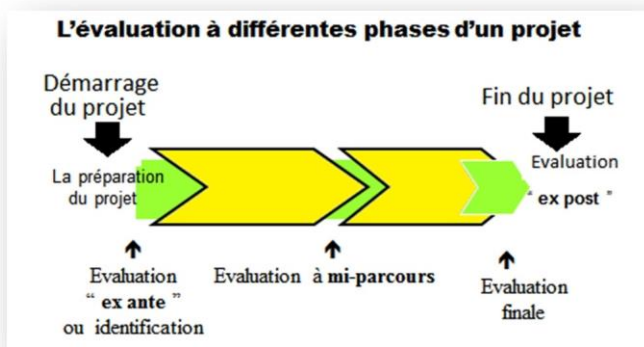 L'évaluation à différentes phases d'un projet
Démarrage
du projet
Fin du projet
La préparation
du projet
Evaluation
" ex post "
Evaluation
" ex ante "
ou identification
Evaluation à mi-parcours
Evaluation
finale